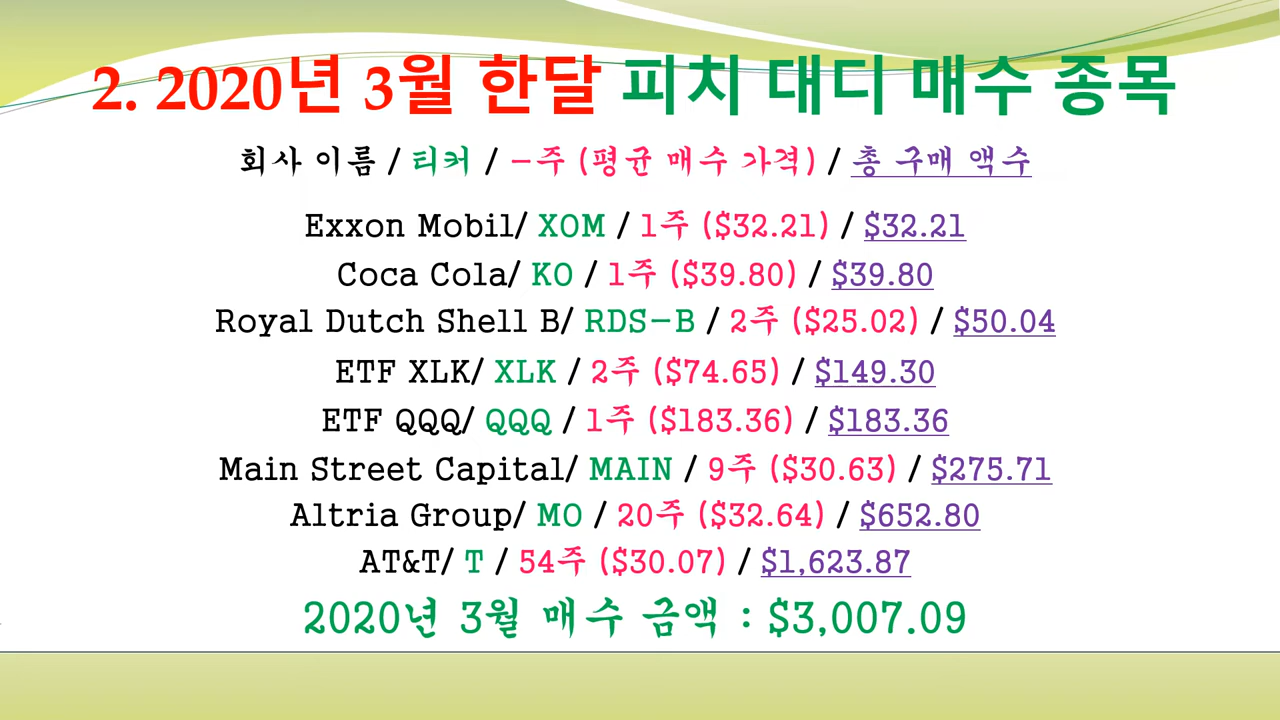 2. 2020년 3월 한달 피치 대디 매수 종목
회사 이름 / 티커 / -주 (평균 매수 가격) / 총 구매 액수
Exxon Mobil/ XOM / 1주 ($32.21) / $32.21
Coca Cola/ KO / 1주 ($39.80) / $39.80
Royal Dutch Shell B/ RDS-B / 2주 ($25.02) / $50.04
ETF XLK/ XLK / 2주 ($74.65) / $149.30
ETF QQQ/ QQQ / 1주 ($183.36) / $183.36
Main Street Capital/ MAIN / 9주 ($30.63) / $275.71
Altria Group/ MO / 20주 ($32.64) / $652.80
AT&T/ T / 54주 ($30.07) / $1,623.87
2020년 3월 매수 금액 : $3,007.09